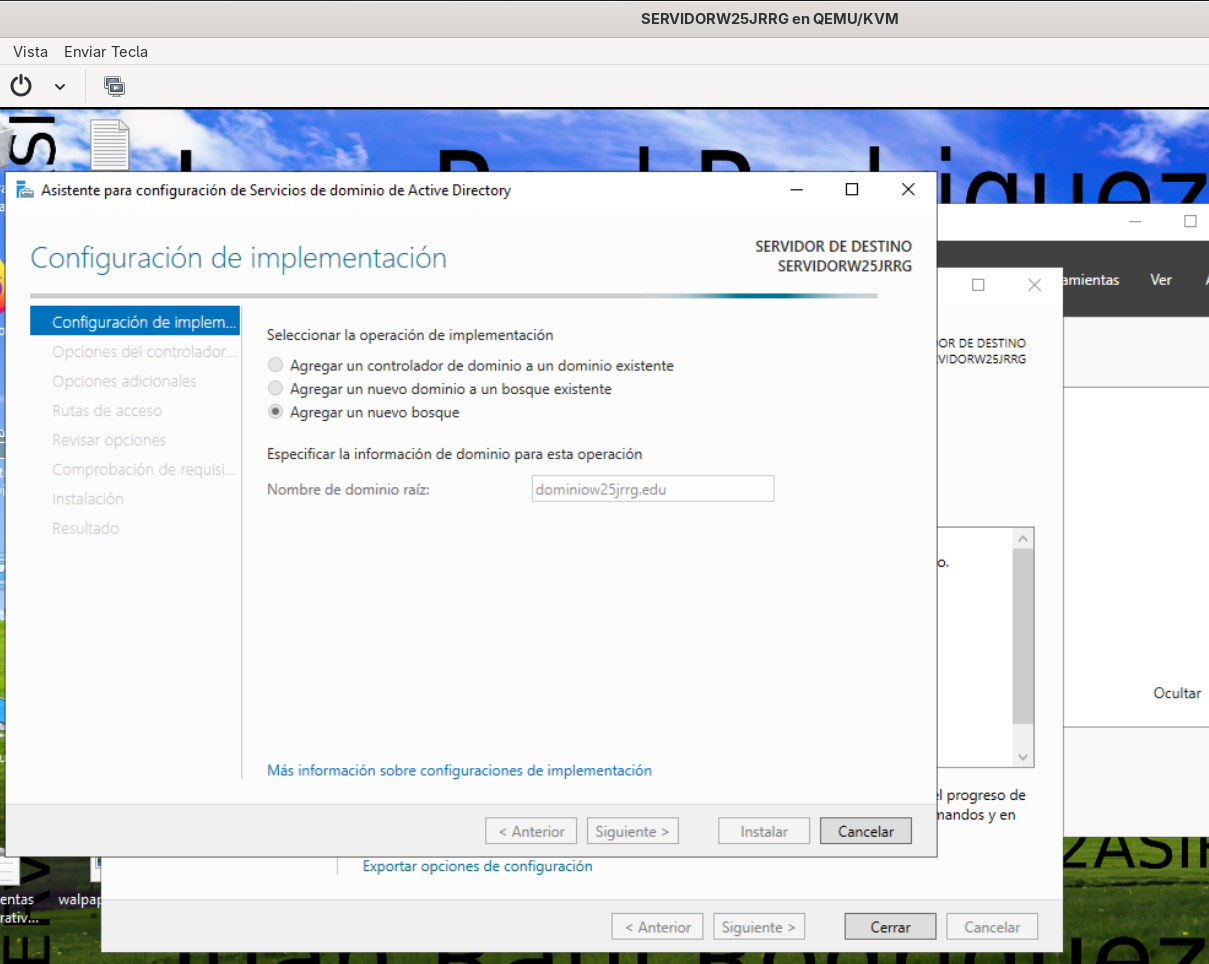 SERVIDORW25JRRG en QEMU/KVM
Vista Enviar Tecla
Asistente para configuración de Servicios de dominio de Active Directory
Configuración de implementación
SERVIDOR DE DESTINO
SERVIDORW25JRRG
Configuración de implem...
Opciones del controlador...
Opciones adicionales
Rutas de acceso
Revisar opciones
Comprobación de requisi...
Instalación
Resultado
Seleccionar la operación de implementación
Agregar un controlador de dominio a un dominio existente
Agregar un nuevo dominio a un bosque existente
Agregar un nuevo bosque
Especificar la información de dominio para esta operación
Nombre de dominio raíz:
dominiow25jrrg.edu
Más información sobre configuraciones de implementación
< Anterior
Siguiente >
Instalar
Cancelar
amientas
Ver
OR DE DESTINO
VIDORW25JRRG
o.
Ocultar
l progreso de
mandos y en
Exportar opciones de configuración
< Anterior
Siguiente >
Cerrar
Cancelar
entas
rativ...
walpap